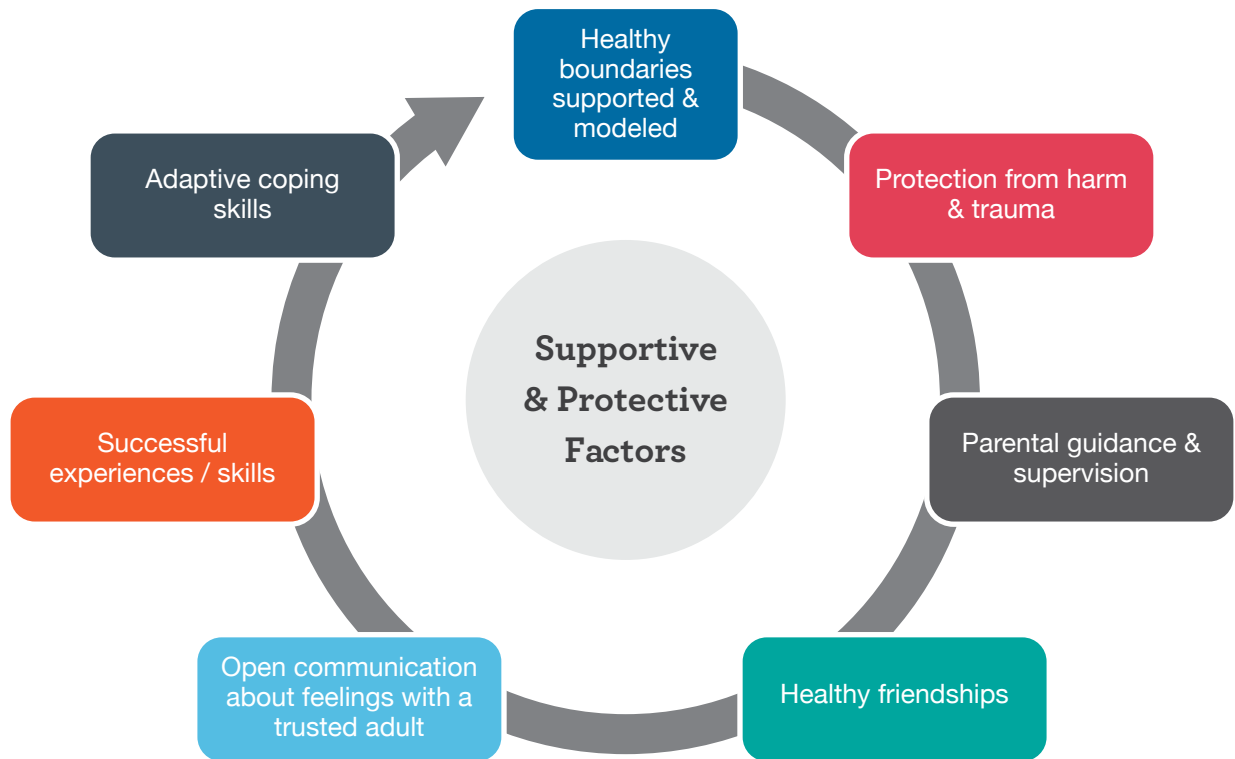 Healthy
boundaries
supported &
modeled
Protection from harm
& trauma
Parental guidance &
supervision
Healthy friendships
Open communication
about feelings with a
trusted adult
Successful
experiences / skills
Adaptive coping
skills
Supportive
& Protective
Factors